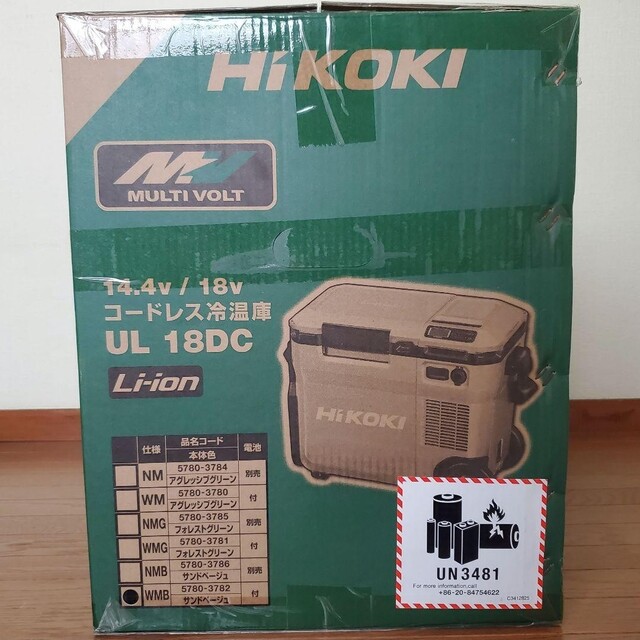 HiKOKI
MV
MULTI VOLT
14.4v / 18v
コードレス冷温庫
UL 18DC
Li-ion
HiKOKI
仕様 品名コード 本体色 電池
NM 5780-3784 アグレッシブグリーン 別売
WM 5780-3780 アグレッシブグリーン 付
NMG 5780-3785 フォレストグリーン 別売
WMG 5780-3781 フォレストグリーン 付
NMB 5780-3786 サンドベージュ 別売
WMB 5780-3782 サンドベージュ 付
UN3481
For more information,call
+86-20-84754622